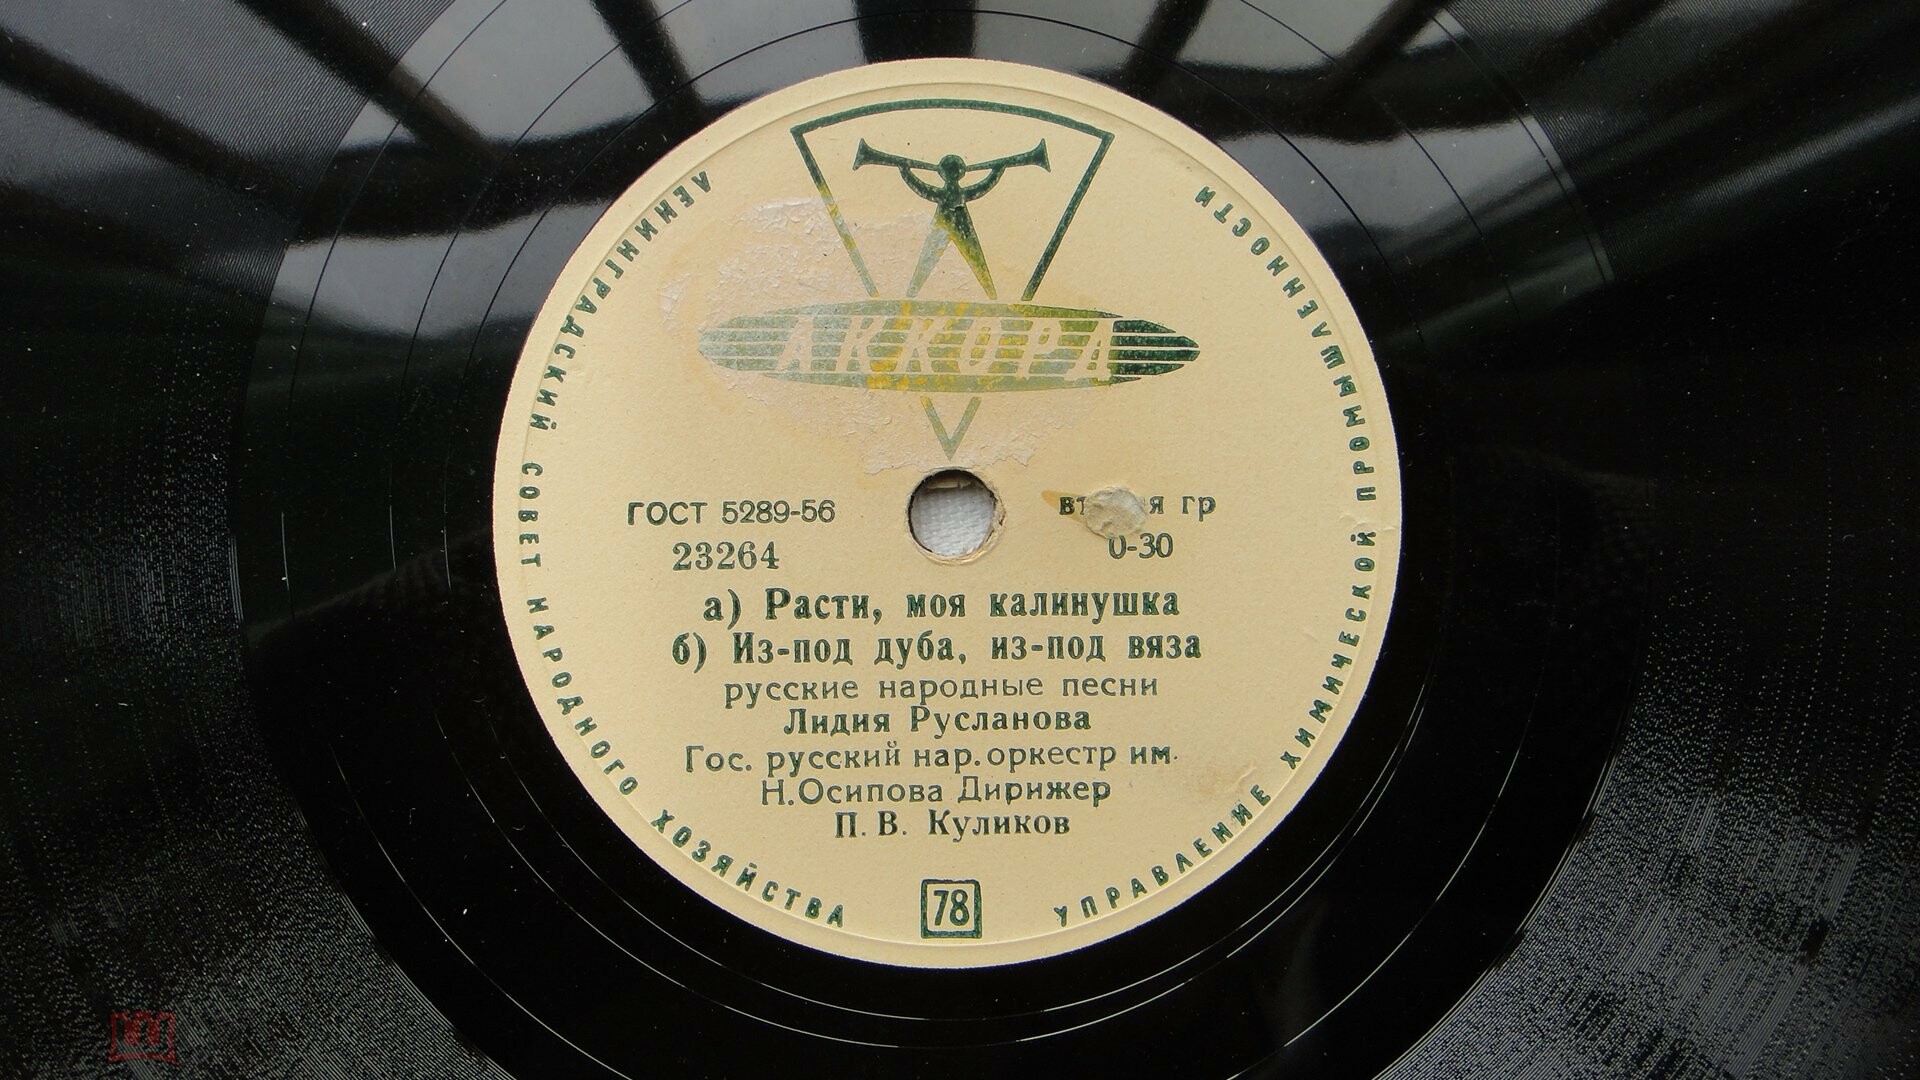 ЛЕНИНГРАДСКИЙ СОВЕТ НАРОДНОГО ХОЗЯЙСТВА
УПРАВЛЕНИЕ ХИМИЧЕСКОЙ ПРОМЫШЛЕННОСТИ
АККОРД
ГОСТ 5289-56
гр
23264
0-30
а) Расти, моя калинушка
б) Из-под дуба, из-под вяза
русские народные песни
Лидия Русланова
Гос. русский нар. оркестр им.
Н. Осипова Дирижер
П. В. Куликов
78